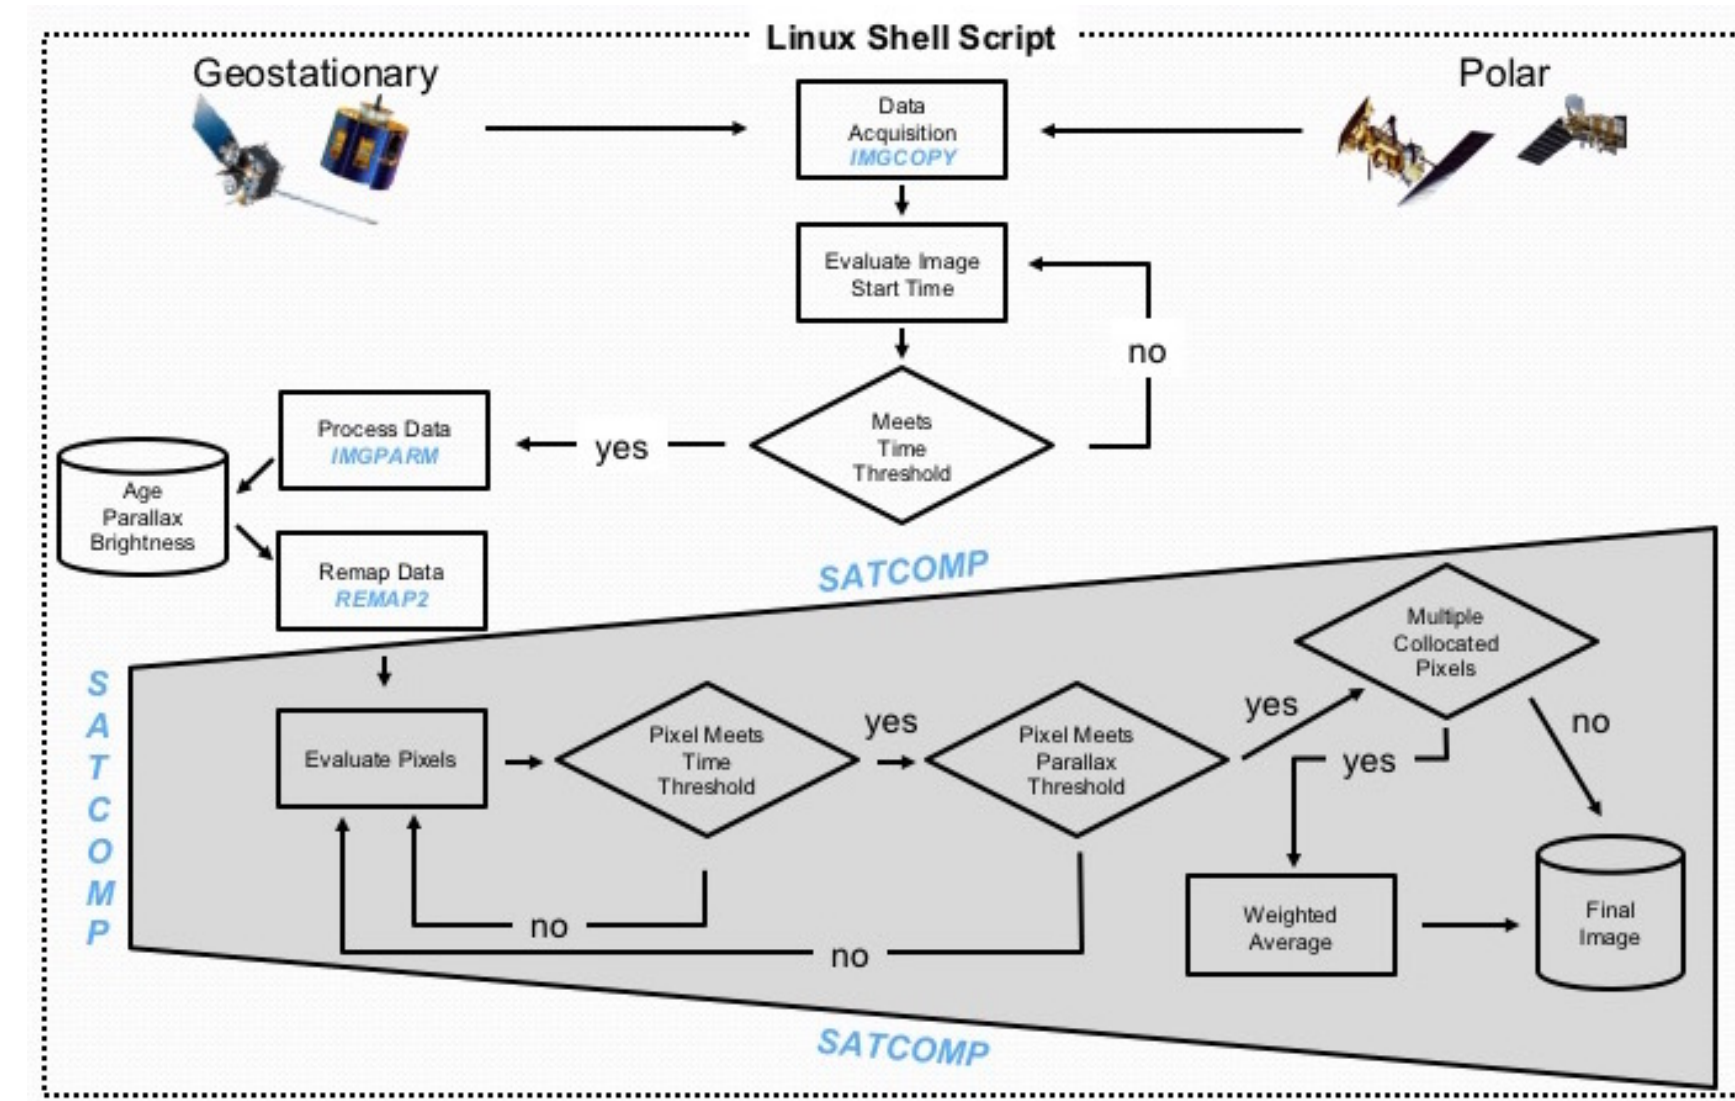 Linux Shell Script
Geostationary
Polar
Data
Acquisition
IMGCOPY
Evaluate Image
Start Time
no
Meets
Time
Threshold
yes
Process Data
IMGPARM
Age
Parallax
Brightness
Remap Data
REMAP2
SATCOMP
SATCOMP
Evaluate Pixels
Pixel Meets
Time
Threshold
yes
Pixel Meets
Parallax
Threshold
yes
Multiple
Collocated
Pixels
no
yes
no
no
Weighted
Average
Final
Image
SATCOMP